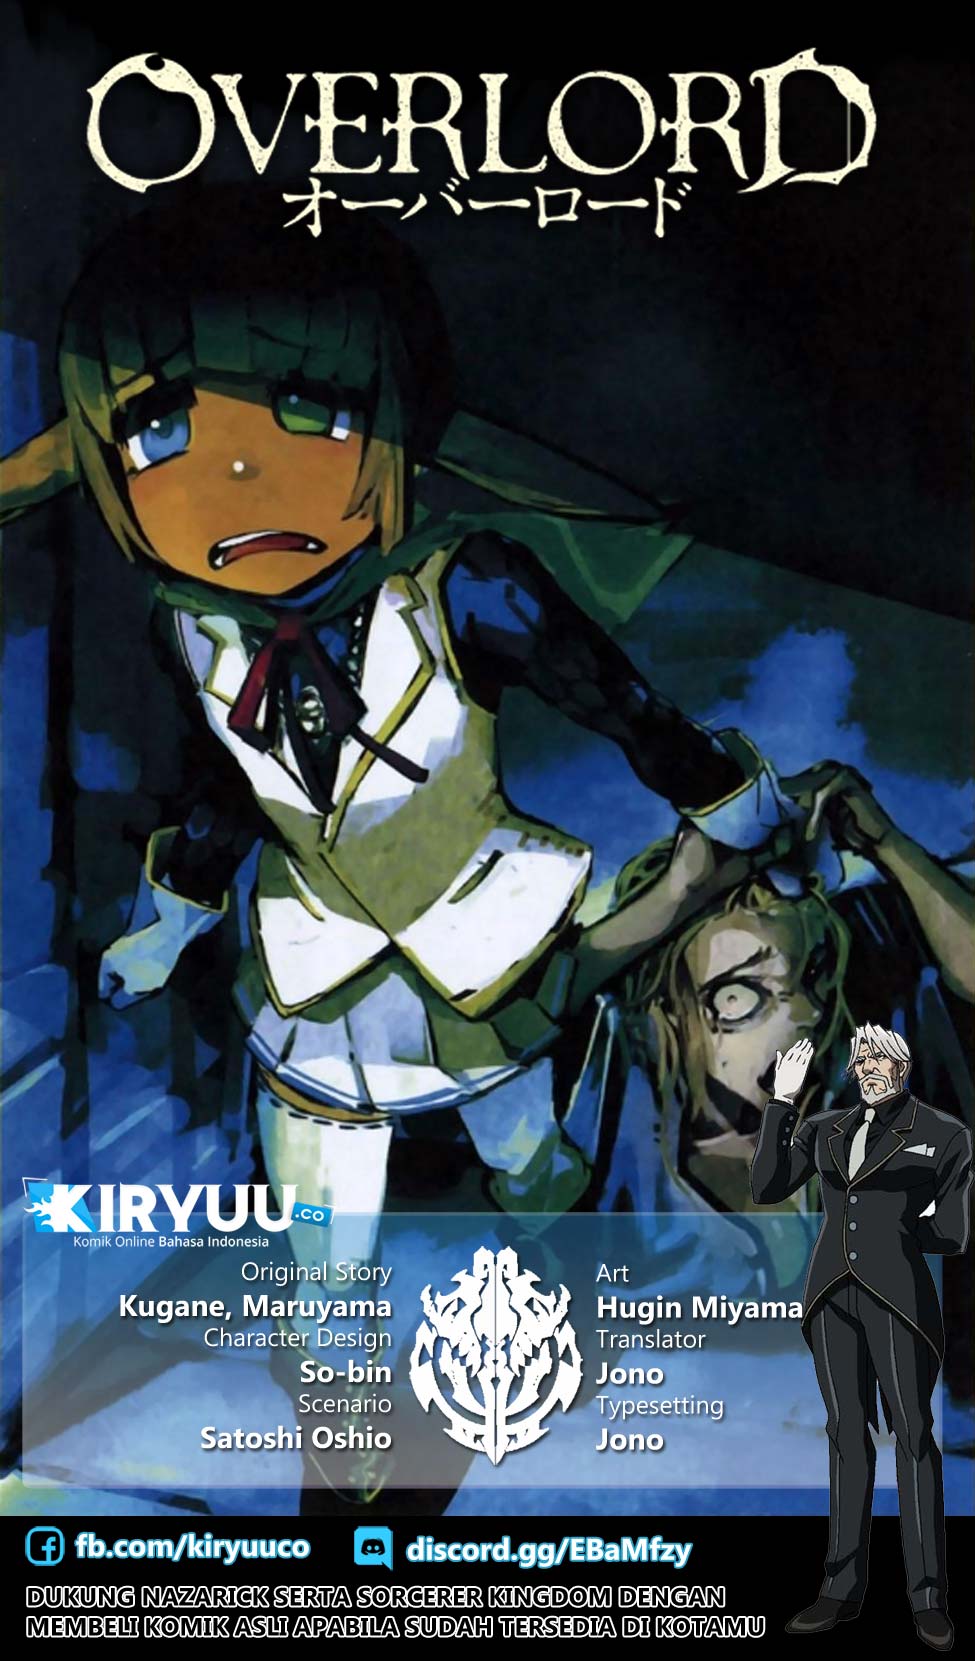 OVERLORD
オーバーロード
KIRYUU.CO
Komik Online Bahasa Indonesia
Original Story
Kugane, Maruyama
Character Design
So-bin
Scenario
Satoshi Oshio
Art
Hugin Miyama
Translator
Jono
Typesetting
Jono
fb.com/kiryuuco
discord.gg/EBaMfzy
DUKUNG NAZARICK SERTA SORCERER KINGDOM DENGAN
MEMBELI KOMIK ASLI APABILA SUDAH TERSEDIA DI KOTAMU